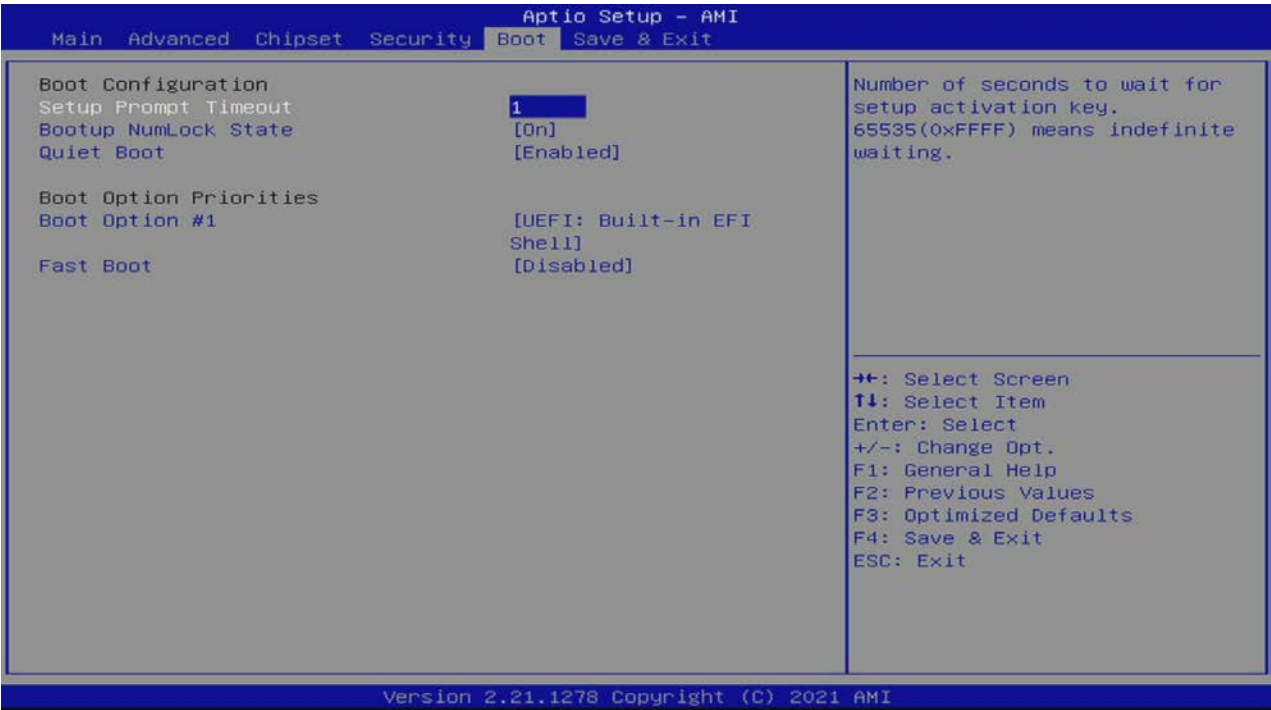 Aptio Setup – AMI
Main Advanced Chipset Security Boot Save & Exit
Boot Configuration
Setup Prompt Timeout 1
Bootup NumLock State [On]
Quiet Boot [Enabled]
Boot Option Priorities
Boot Option #1 [UEFI: Built-in EFI
Shell]
Fast Boot [Disabled]
Number of seconds to wait for
setup activation key.
65535(0xFFFF) means indefinite
waiting.
→←: Select Screen
↑↓: Select Item
Enter: Select
+/-: Change Opt.
F1: General Help
F2: Previous Values
F3: Optimized Defaults
F4: Save & Exit
ESC: Exit
Version 2.21.1278 Copyright (C) 2021 AMI